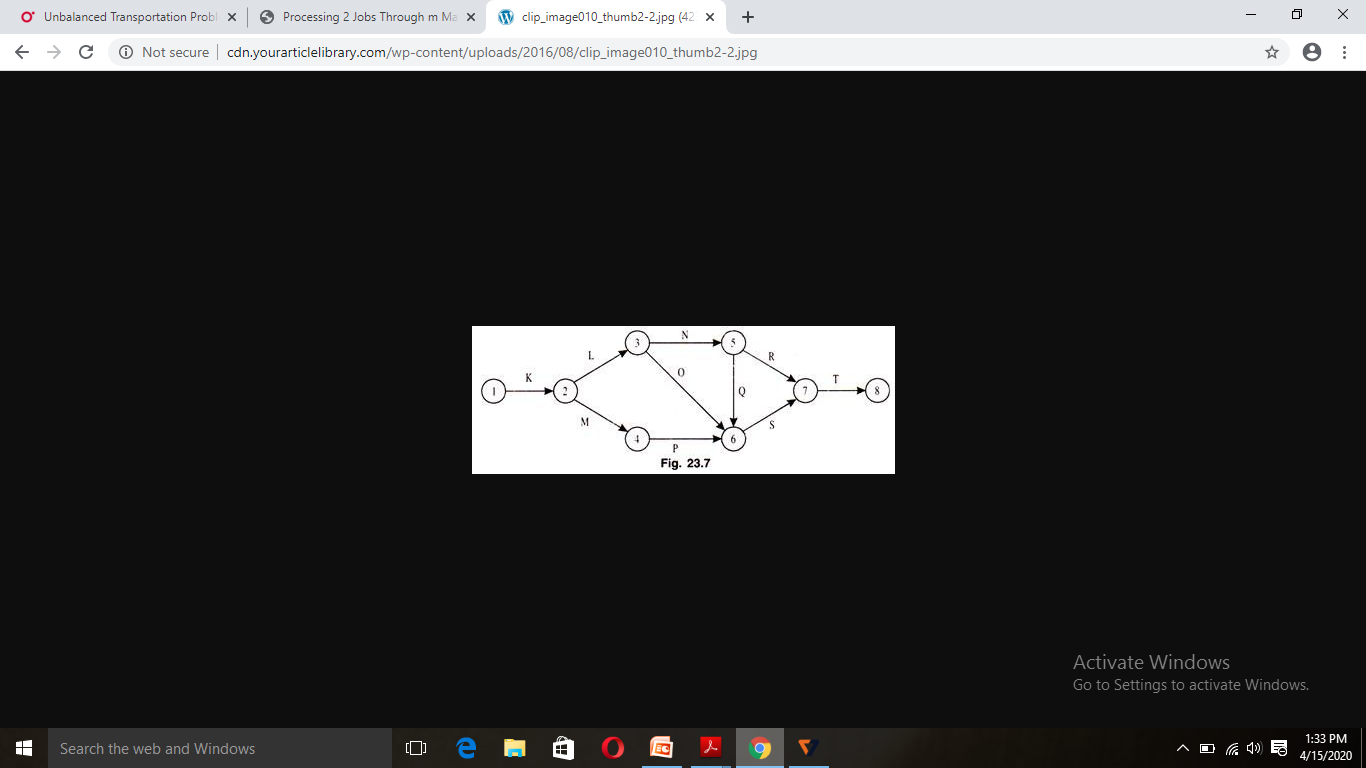 Unbalanced Transportation Probl
Processing 2 Jobs Through m Ma
clip_image010_thumb2-2.jpg (42
Not secure
cdn.yourarticlelibrary.com/wp-content/uploads/2016/08/clip_image010_thumb2-2.jpg
3 N 5
L R
K O T
1 2 Q 7 8
M S
4 P 6
Fig. 23.7
Activate Windows
Go to Settings to activate Windows.
Search the web and Windows
1:33 PM
4/15/2020